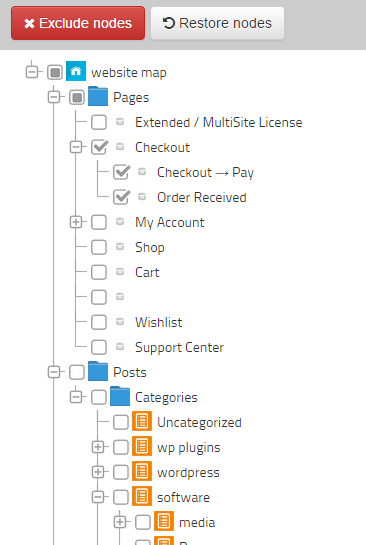 Exclude nodes Restore nodes
website map
Pages
Extended / MultiSite License
Checkout
Checkout → Pay
Order Received
My Account
Shop
Cart
Wishlist
Support Center
Posts
Categories
Uncategorized
wp plugins
wordpress
software
media